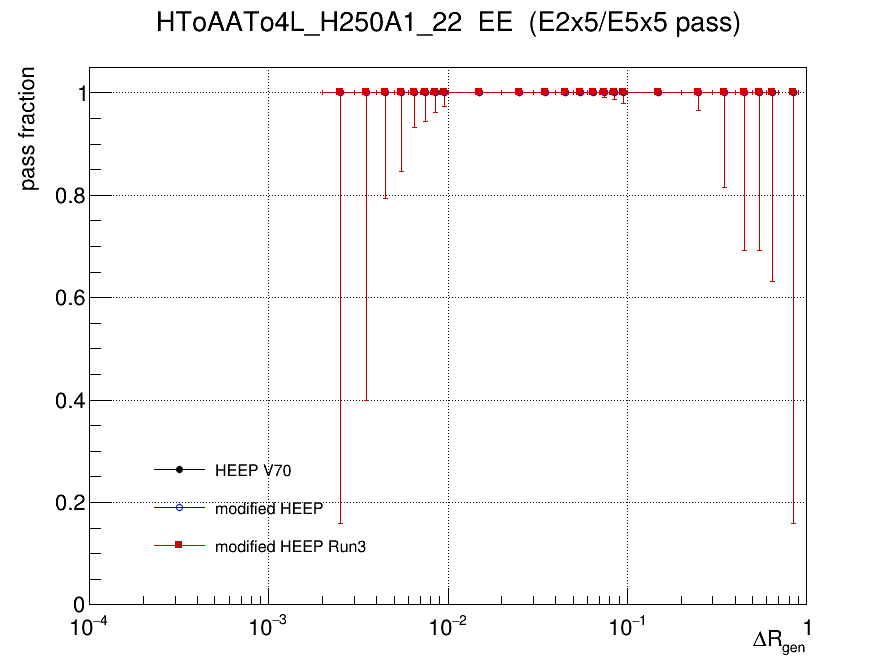 HToAATo4L_H250A1_22 EE (E2x5/E5x5 pass)
pass fraction
1
0.8
0.6
0.4
0.2
0
HEEP V70
modified HEEP
modified HEEP Run3
10⁻⁴ 10⁻³ 10⁻² 10⁻¹ 1
ΔR_gen